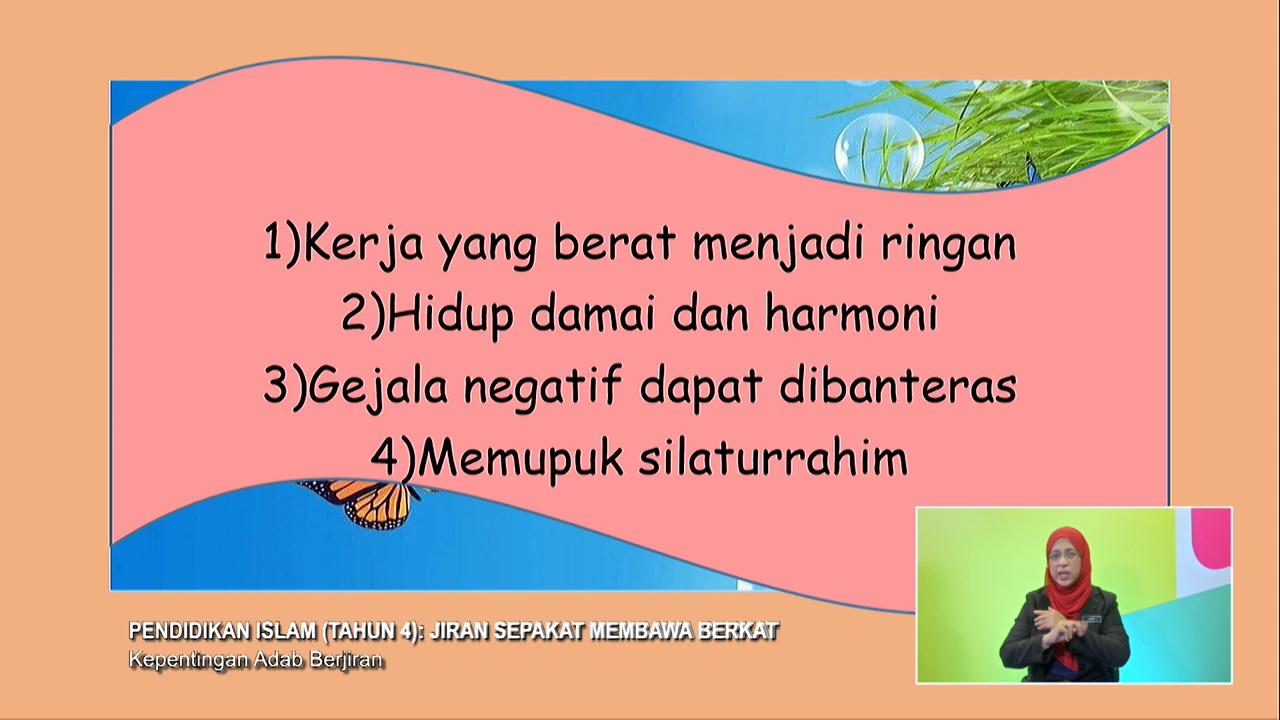 1)Kerja yang berat menjadi ringan
2)Hidup damai dan harmoni
3)Gejala negatif dapat dibanteras
4)Memupuk silaturrahim
PENDIDIKAN ISLAM (TAHUN 4): JIRAN SEPAKAT MEMBAWA BERKAT
Kepentingan Adab Berjiran